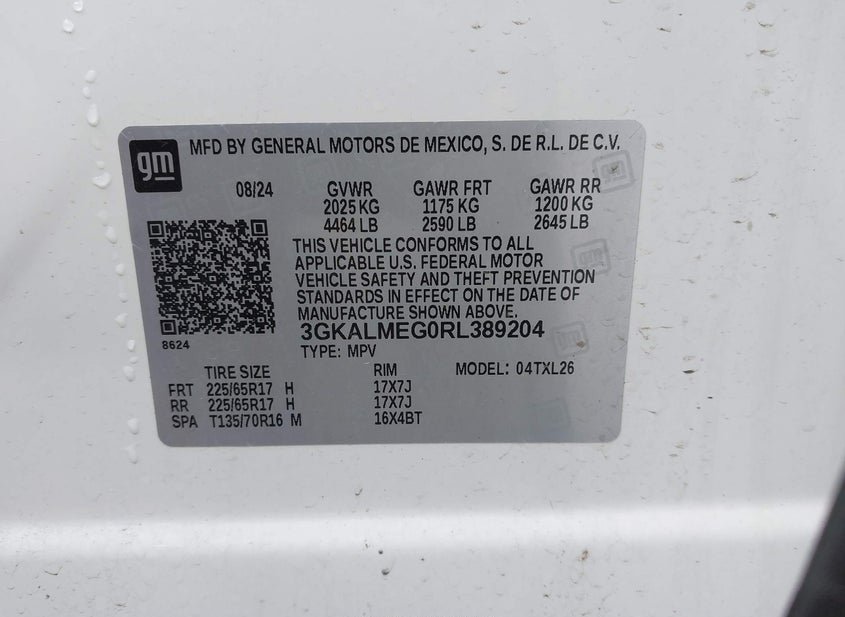 gm
MFD BY GENERAL MOTORS DE MEXICO, S. DE R.L. DE C.V.
08/24 GVWR GAWR FRT GAWR RR
2025 KG 1175 KG 1200 KG
4464 LB 2590 LB 2645 LB
THIS VEHICLE CONFORMS TO ALL
APPLICABLE U.S. FEDERAL MOTOR
VEHICLE SAFETY AND THEFT PREVENTION
STANDARDS IN EFFECT ON THE DATE OF
MANUFACTURE SHOWN ABOVE.
3GKALMEG0RL389204
8624
TYPE: MPV
TIRE SIZE RIM MODEL: 04TXL26
FRT 225/65R17 H 17X7J
RR 225/65R17 H 17X7J
SPA T135/70R16 M 16X4BT